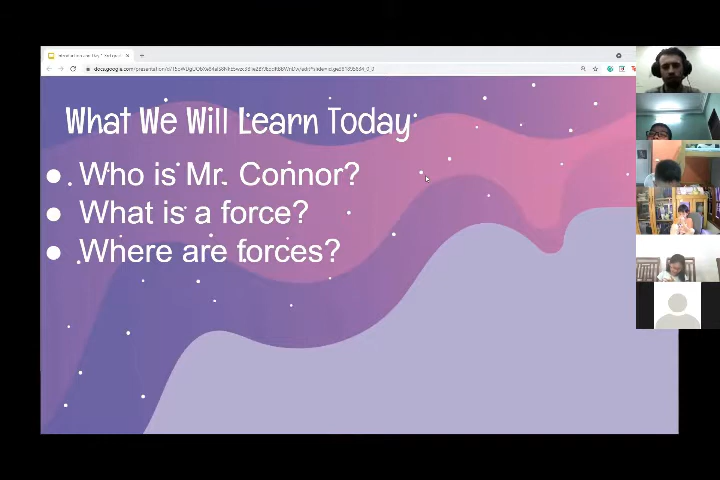 What We Will Learn Today
Who is Mr. Connor?
What is a force?
Where are forces?